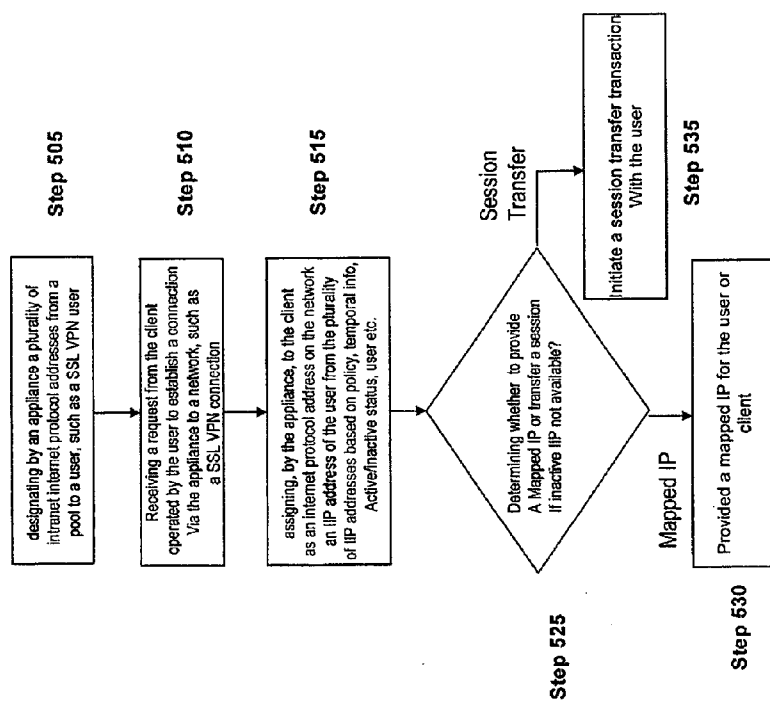 designating by an appliance a plurality of
intranet internet protocol addresses from a
pool to a user, such as a SSL VPN user
Step 505
Receiving a request from the client
operated by the user to establish a connection
Via the appliance to a network, such as
a SSL VPN connection
Step 510
assigning, by the appliance, to the client
as an internet protocol address on the network
an IIP address of the user from the plurality
of IIP addresses based on policy, temporal info,
Active/Inactive status, user etc.
Step 515
Determining whether to provide
A Mapped IP or transfer a session
If inactive IIP not available?
Step 525
Session
Transfer
Initiate a session transfer transaction
With the user
Step 535
Mapped IP
Provided a mapped IP for the user or
client
Step 530